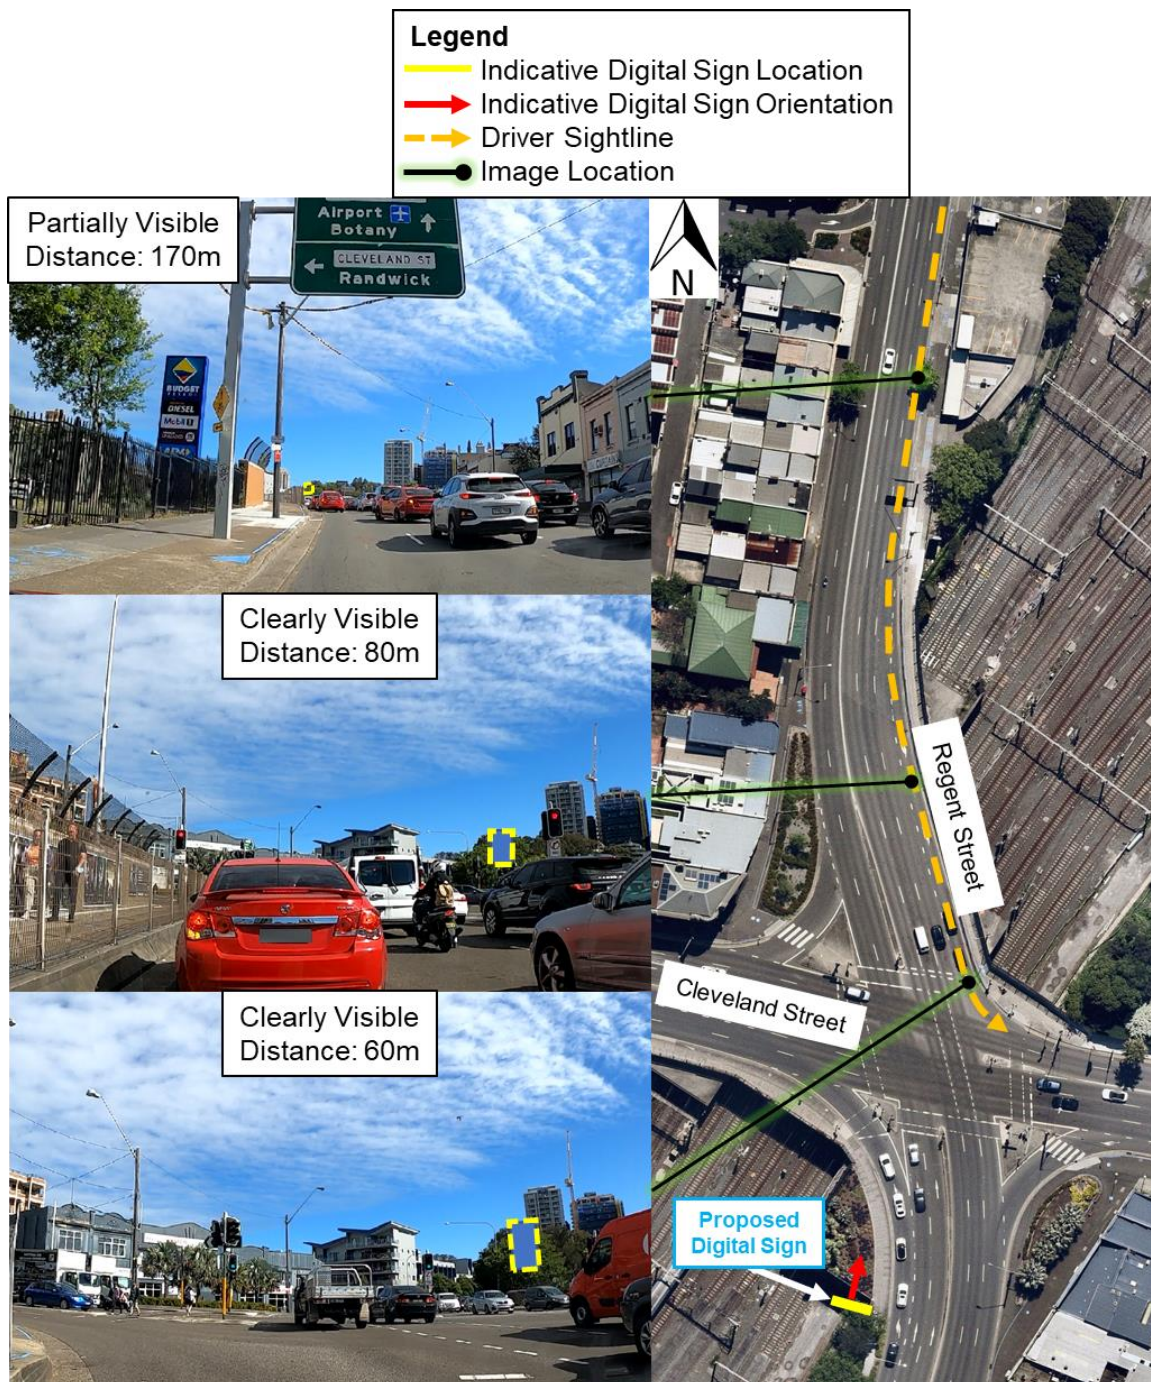 Legend
Indicative Digital Sign Location
Indicative Digital Sign Orientation
Driver Sightline
Image Location
Partially Visible
Distance: 170m
Airport
Botany
CLEVELAND ST
Randwick
BUDGET
DIESEL
Mobil 1
N
Clearly Visible
Distance: 80m
Regent Street
Cleveland Street
Clearly Visible
Distance: 60m
Proposed
Digital Sign